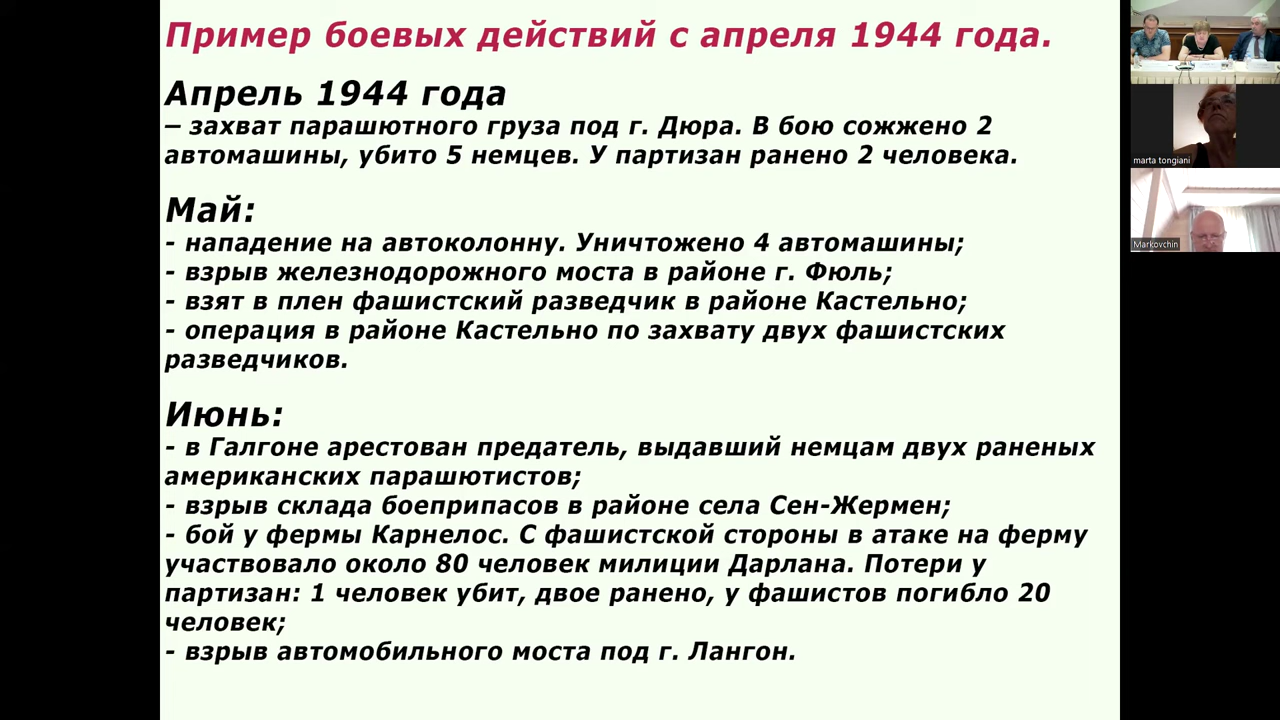 Пример боевых действий с апреля 1944 года.
Апрель 1944 года
– захват парашютного груза под г. Дюра. В бою сожжено 2
автомашины, убито 5 немцев. У партизан ранено 2 человека.
Май:
- нападение на автоколонну. Уничтожено 4 автомашины;
- взрыв железнодорожного моста в районе г. Фюль;
- взят в плен фашистский разведчик в районе Кастельно;
- операция в районе Кастельно по захвату двух фашистских
разведчиков.
Июнь:
- в Галгоне арестован предатель, выдавший немцам двух раненых
американских парашютистов;
- взрыв склада боеприпасов в районе села Сен-Жермен;
- бой у фермы Карнелос. С фашистской стороны в атаке на ферму
участвовало около 80 человек милиции Дарлана. Потери у
партизан: 1 человек убит, двое ранено, у фашистов погибло 20
человек;
- взрыв автомобильного моста под г. Лангон.
marta tongiani
Markovchin